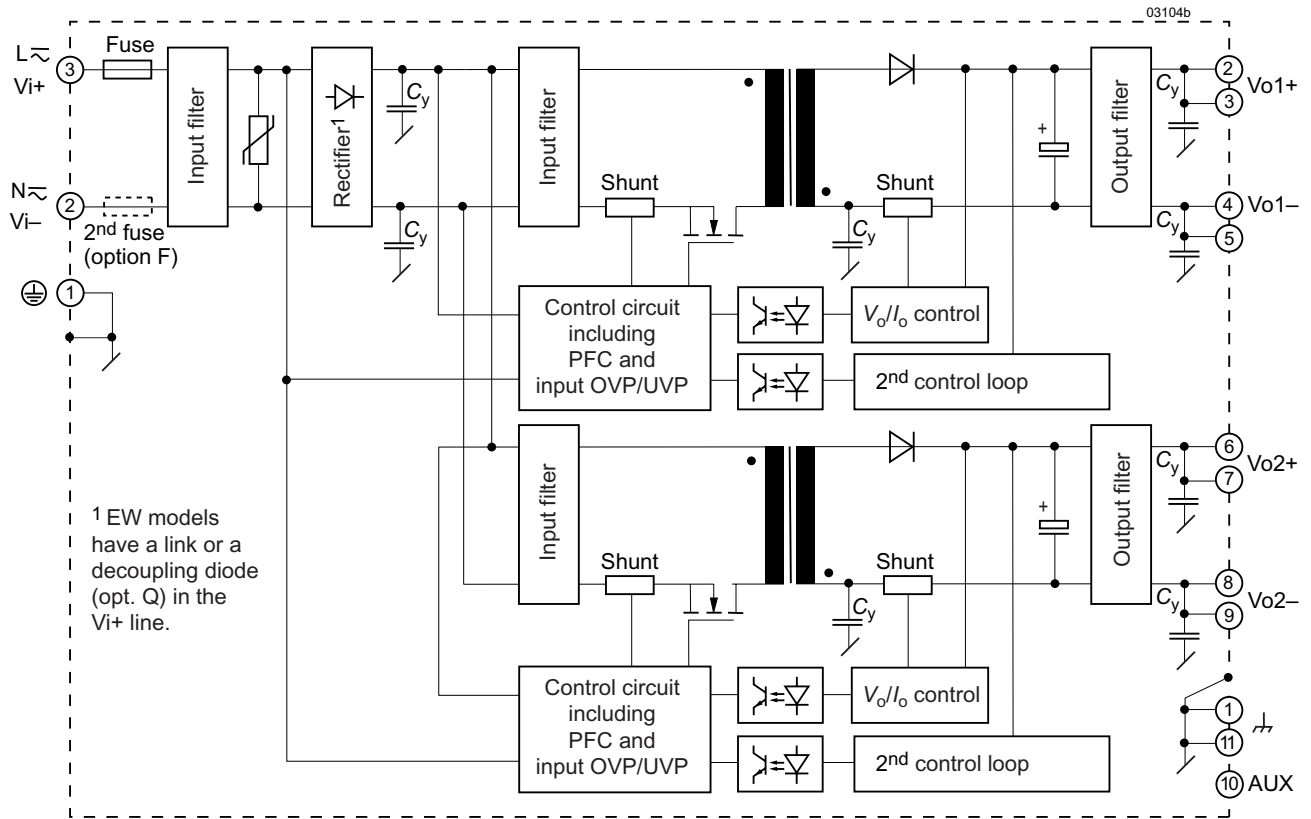 03104b
L
Vi+
3
Fuse
Input filter
Rectifier1
Cy
Cy
Input filter
Shunt
Shunt
Cy
+
Output filter
Cy
Cy
2
3
Vo1+
4
5
Vo1–
N
Vi–
2
2nd fuse
(option F)
1
Control circuit
including
PFC and
input OVP/UVP
Vo/Io control
2nd control loop
Input filter
Shunt
Shunt
Cy
+
Output filter
Cy
Cy
6
7
Vo2+
8
9
Vo2–
1 EW models
have a link or a
decoupling diode
(opt. Q) in the
Vi+ line.
Control circuit
including
PFC and
input OVP/UVP
Vo/Io control
2nd control loop
1
11
10 AUX